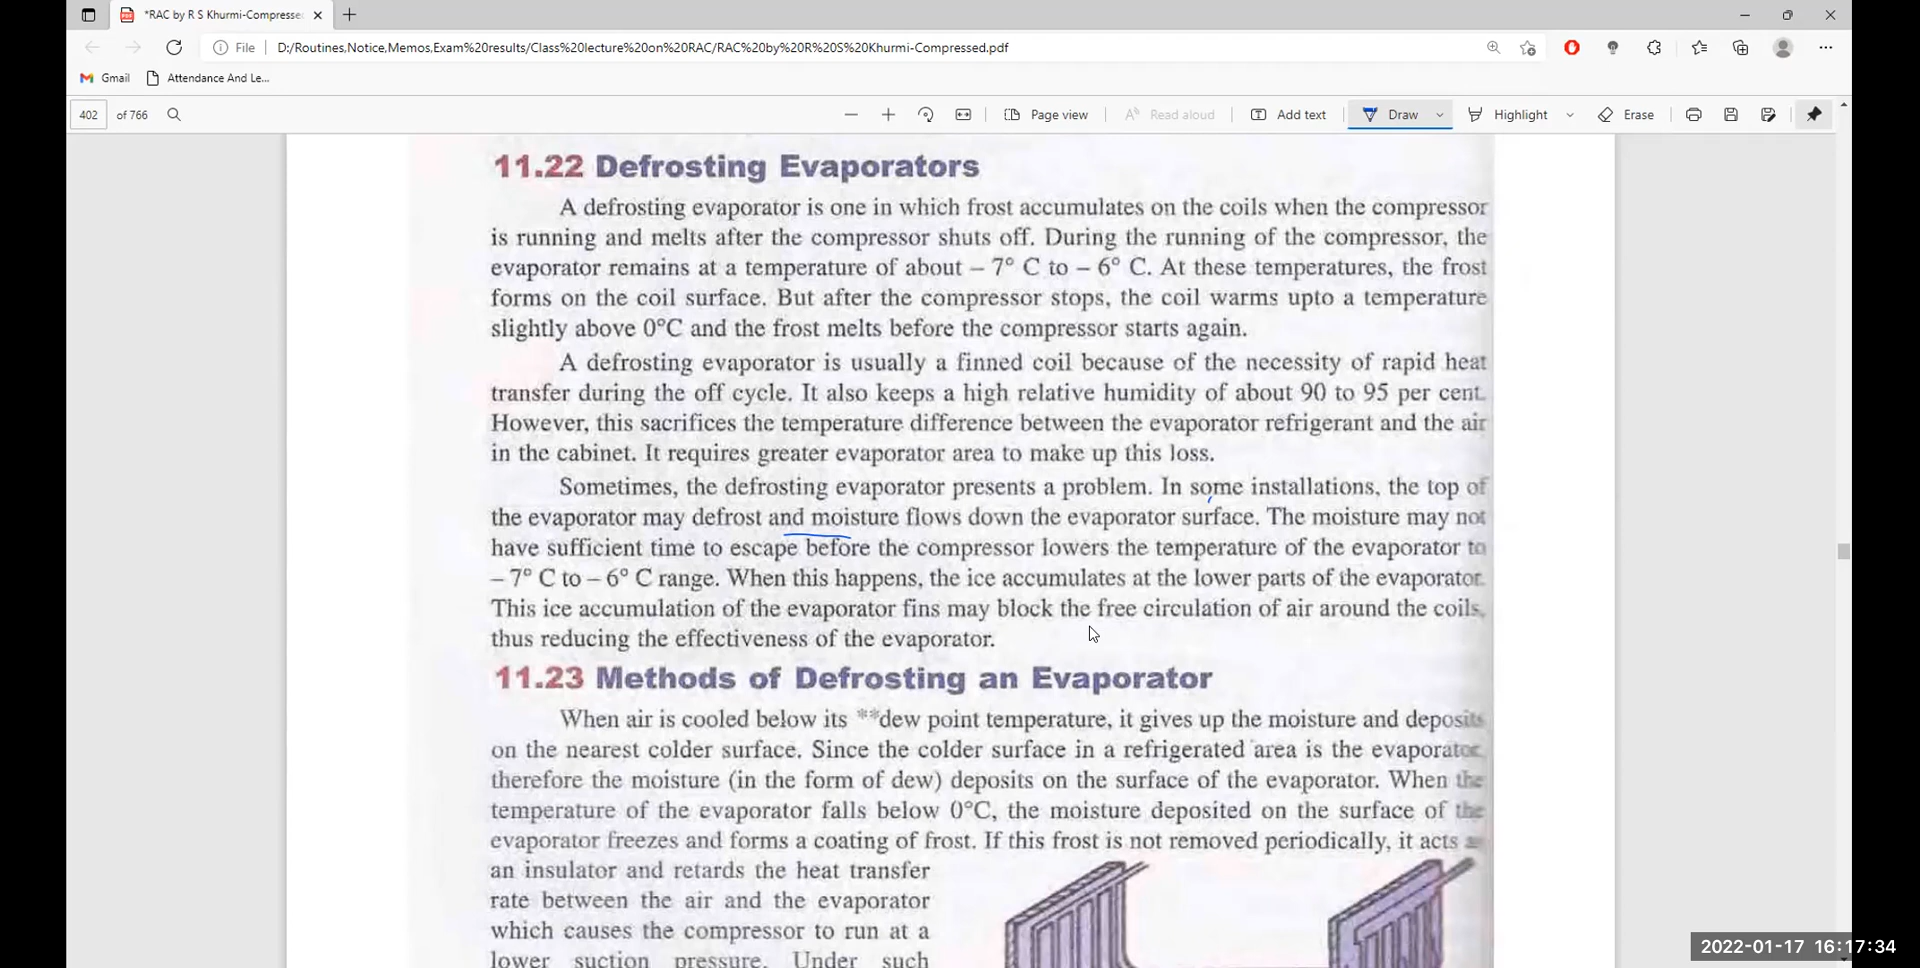 *RAC by R S Khurmi-Compresse
File D:/Routines,Notice,Memos,Exam%20results/Class%20lecture%20on%20RAC/RAC%20by%20R%20S%20Khurmi-Compressed.pdf
Gmail Attendance And Le...
402 of 766 Page view Read aloud Add text Draw Highlight Erase
11.22 Defrosting Evaporators
A defrosting evaporator is one in which frost accumulates on the coils when the compressor
is running and melts after the compressor shuts off. During the running of the compressor, the
evaporator remains at a temperature of about – 7° C to – 6° C. At these temperatures, the frost
forms on the coil surface. But after the compressor stops, the coil warms upto a temperature
slightly above 0°C and the frost melts before the compressor starts again.
A defrosting evaporator is usually a finned coil because of the necessity of rapid heat
transfer during the off cycle. It also keeps a high relative humidity of about 90 to 95 per cent.
However, this sacrifices the temperature difference between the evaporator refrigerant and the air
in the cabinet. It requires greater evaporator area to make up this loss.
Sometimes, the defrosting evaporator presents a problem. In some installations, the top of
the evaporator may defrost and moisture flows down the evaporator surface. The moisture may not
have sufficient time to escape before the compressor lowers the temperature of the evaporator to
– 7° C to – 6° C range. When this happens, the ice accumulates at the lower parts of the evaporator.
This ice accumulation of the evaporator fins may block the free circulation of air around the coils,
thus reducing the effectiveness of the evaporator.
11.23 Methods of Defrosting an Evaporator
When air is cooled below its **dew point temperature, it gives up the moisture and deposits
on the nearest colder surface. Since the colder surface in a refrigerated area is the evaporator,
therefore the moisture (in the form of dew) deposits on the surface of the evaporator. When the
temperature of the evaporator falls below 0°C, the moisture deposited on the surface of the
evaporator freezes and forms a coating of frost. If this frost is not removed periodically, it acts as
an insulator and retards the heat transfer
rate between the air and the evaporator
which causes the compressor to run at a
lower suction pressure. Under such
2022-01-17 16:17:34